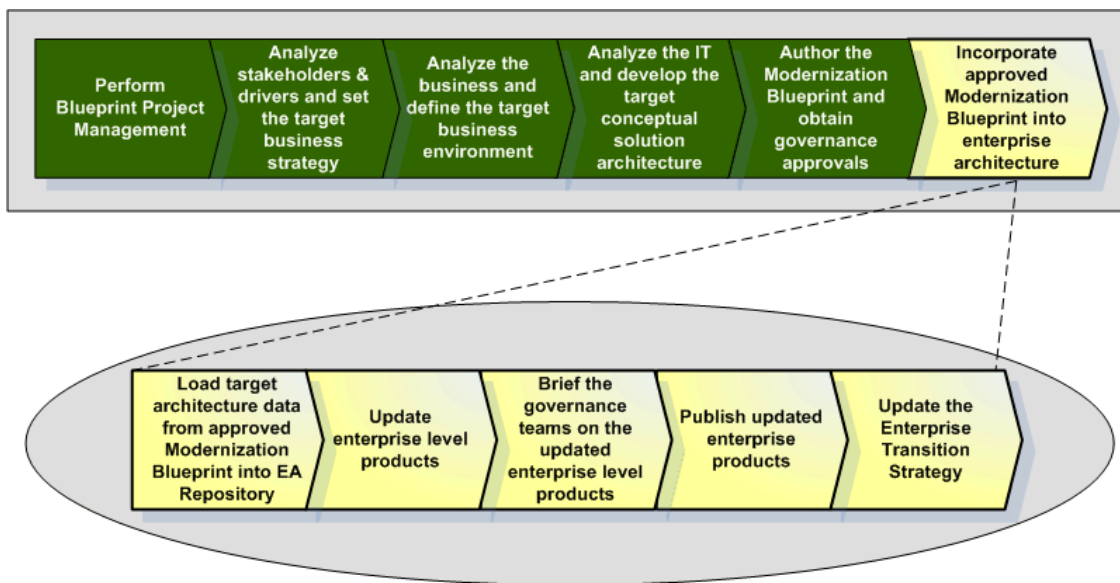 Perform
Blueprint Project
Management
Analyze
stakeholders &
drivers and set
the target
business
strategy
Analyze the
business and
define the target
business
environment
Analyze the IT
and develop the
target
conceptual
solution
architecture
Author the
Modernization
Blueprint and
obtain
governance
approvals
Incorporate
approved
Modernization
Blueprint into
enterprise
architecture
Load target
architecture data
from approved
Modernization
Blueprint into EA
Repository
Update
enterprise level
products
Brief the
governance
teams on the
updated
enterprise level
products
Publish updated
enterprise
products
Update the
Enterprise
Transition
Strategy